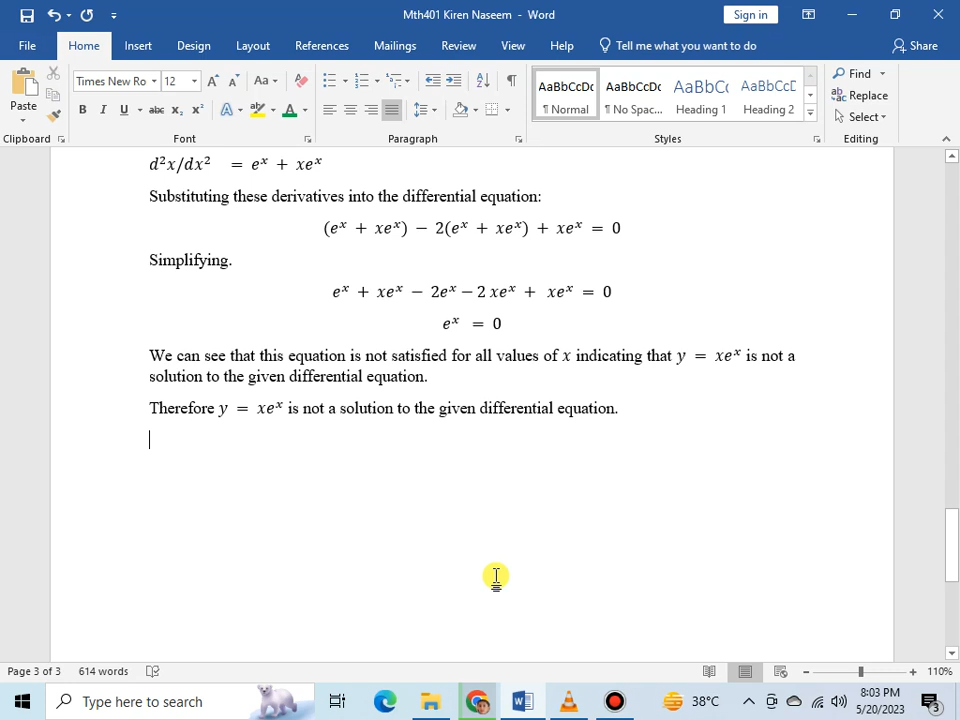 Mth401 Kiren Naseem - Word
Sign in
File Home Insert Design Layout References Mailings Review View Help Tell me what you want to do Share
Paste
Clipboard
Times New Ro 12
Aa
B I U abc x₂ x²
Font
Paragraph
AaBbCcDc AaBbCcDc AaBbCc AaBbCcD
¶ Normal ¶ No Spac... Heading 1 Heading 2
Styles
Find
Replace
Select
Editing
d²x/dx² = eˣ + xeˣ
Substituting these derivatives into the differential equation:
(eˣ + xeˣ) − 2(eˣ + xeˣ) + xeˣ = 0
Simplifying.
eˣ + xeˣ − 2eˣ − 2 xeˣ + xeˣ = 0
eˣ = 0
We can see that this equation is not satisfied for all values of x indicating that y = xeˣ is not a
solution to the given differential equation.
Therefore y = xeˣ is not a solution to the given differential equation.
Page 3 of 3 614 words
110%
Type here to search
38°C
8:03 PM
5/20/2023
3